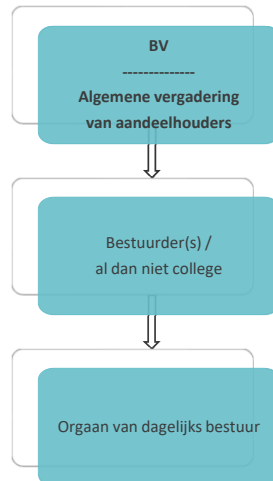 BV
--------------
Algemene vergadering
van aandeelhouders
Bestuurder(s) /
al dan niet college
Orgaan van dagelijks bestuur